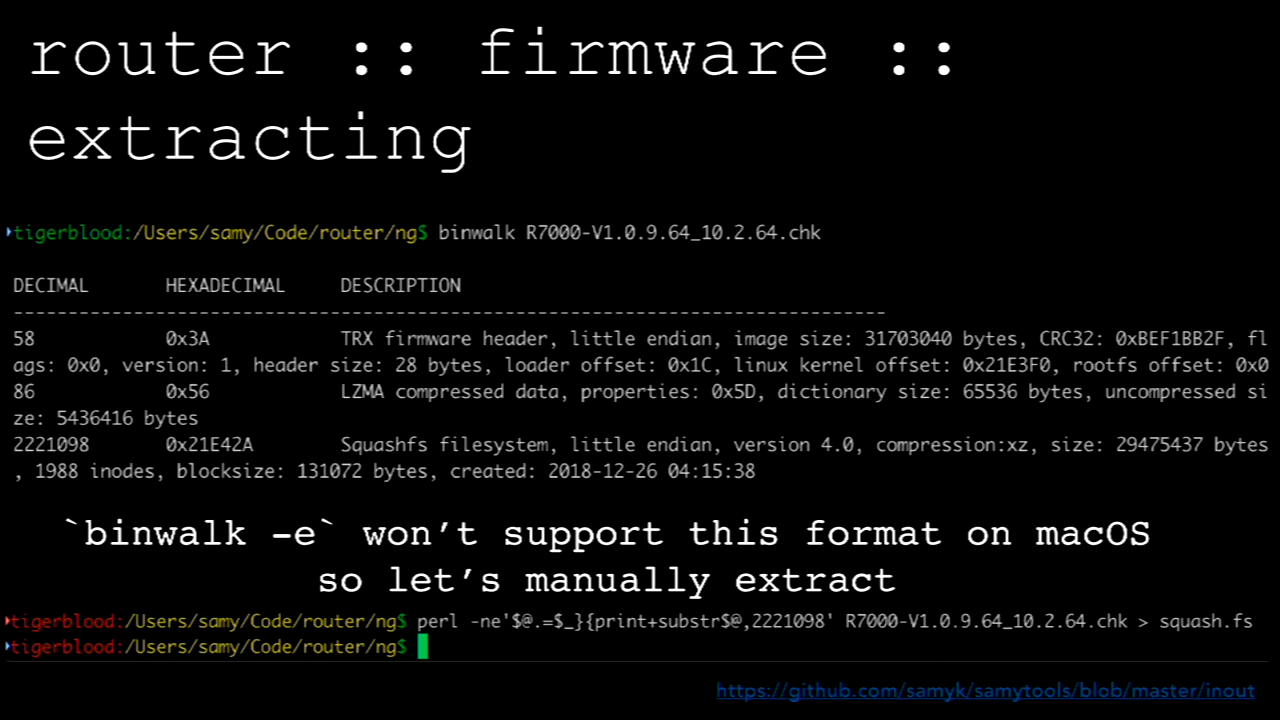 router :: firmware ::
extracting
tigerblood:/Users/samy/Code/router/ng$ binwalk R7000-V1.0.9.64_10.2.64.chk
DECIMAL HEXADECIMAL DESCRIPTION
--------------------------------------------------------------------------------
58 0x3A TRX firmware header, little endian, image size: 31703040 bytes, CRC32: 0xBEF1BB2F, fl
ags: 0x0, version: 1, header size: 28 bytes, loader offset: 0x1C, linux kernel offset: 0x21E3F0, rootfs offset: 0x0
86 0x56 LZMA compressed data, properties: 0x5D, dictionary size: 65536 bytes, uncompressed si
ze: 5436416 bytes
2221098 0x21E42A Squashfs filesystem, little endian, version 4.0, compression:xz, size: 29475437 bytes
, 1988 inodes, blocksize: 131072 bytes, created: 2018-12-26 04:15:38
`binwalk -e` won’t support this format on macOS
so let’s manually extract
tigerblood:/Users/samy/Code/router/ng$ perl -ne'$@.=$_}{print+substr$@,2221098' R7000-V1.0.9.64_10.2.64.chk > squash.fs
tigerblood:/Users/samy/Code/router/ng$
https://github.com/samyk/samytools/blob/master/inout